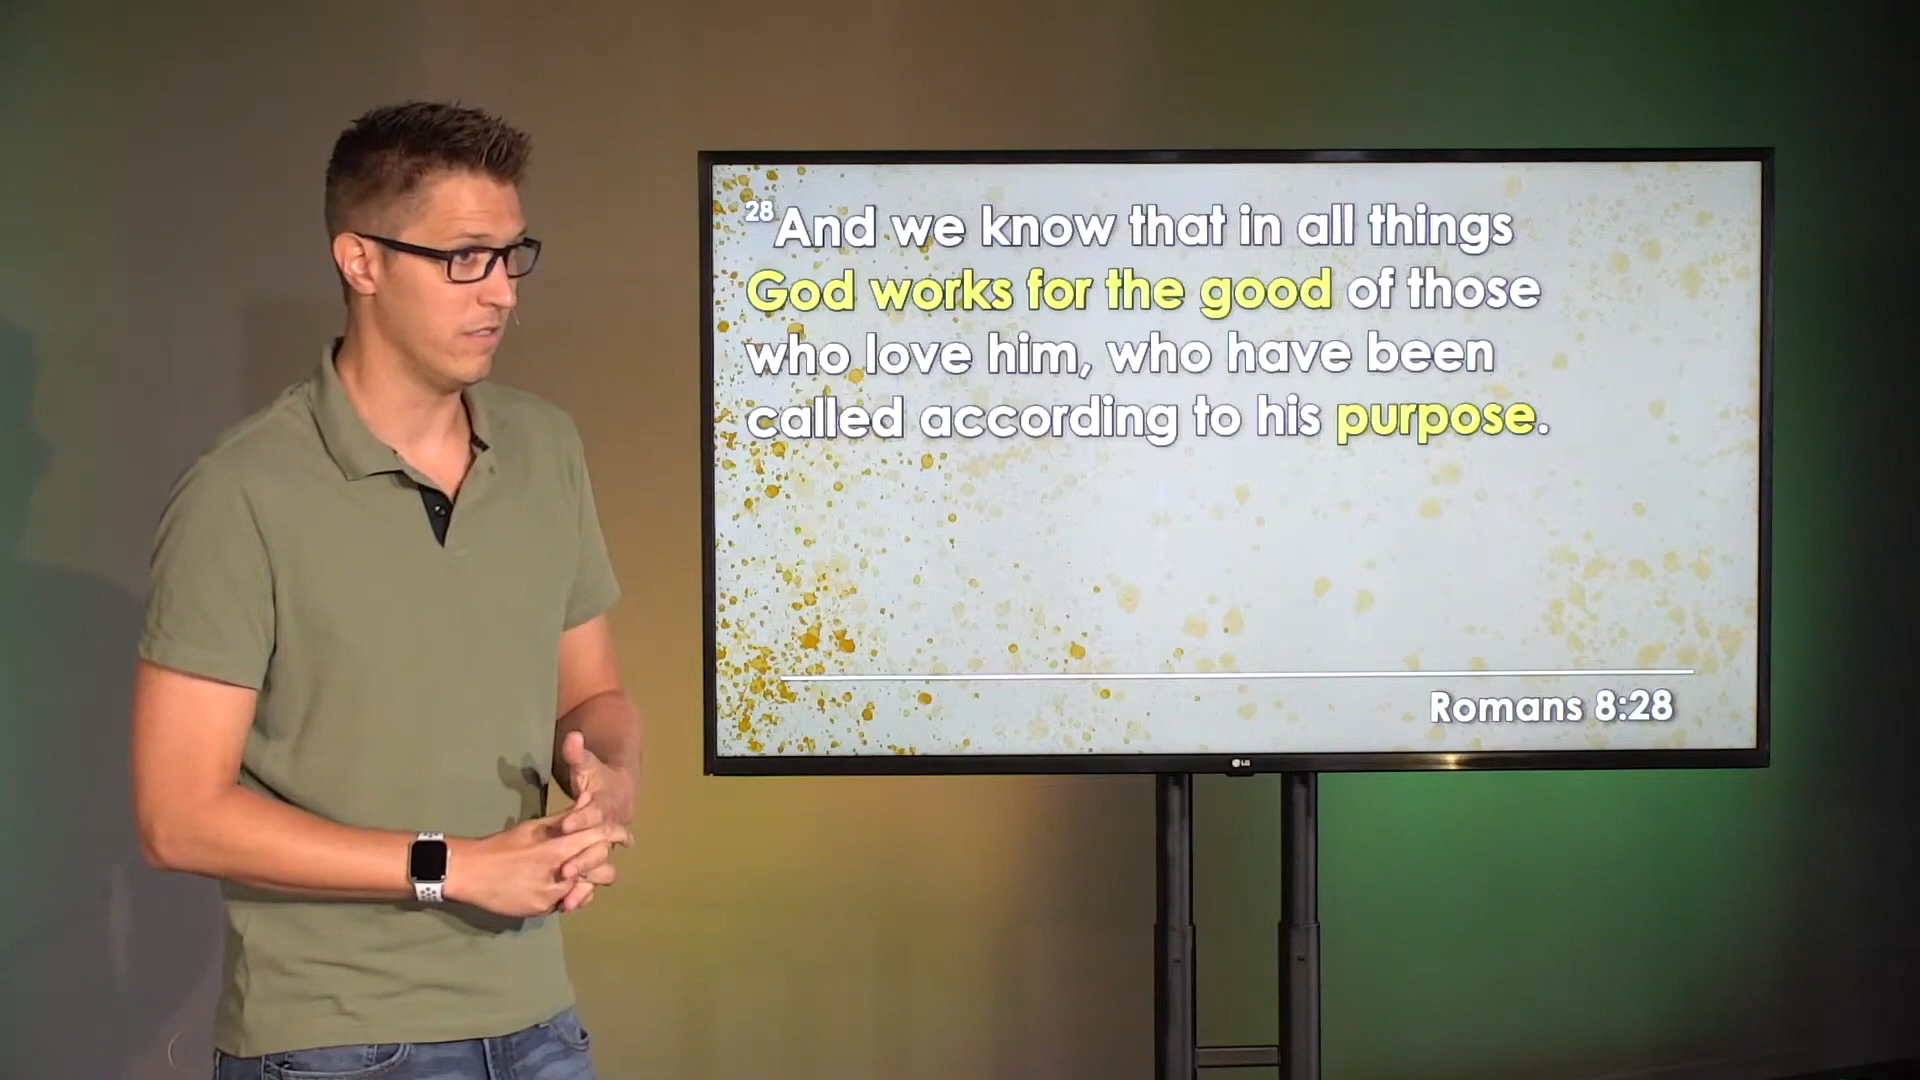 28And we know that in all things
God works for the good of those
who love him, who have been
called according to his purpose.
Romans 8:28
LG